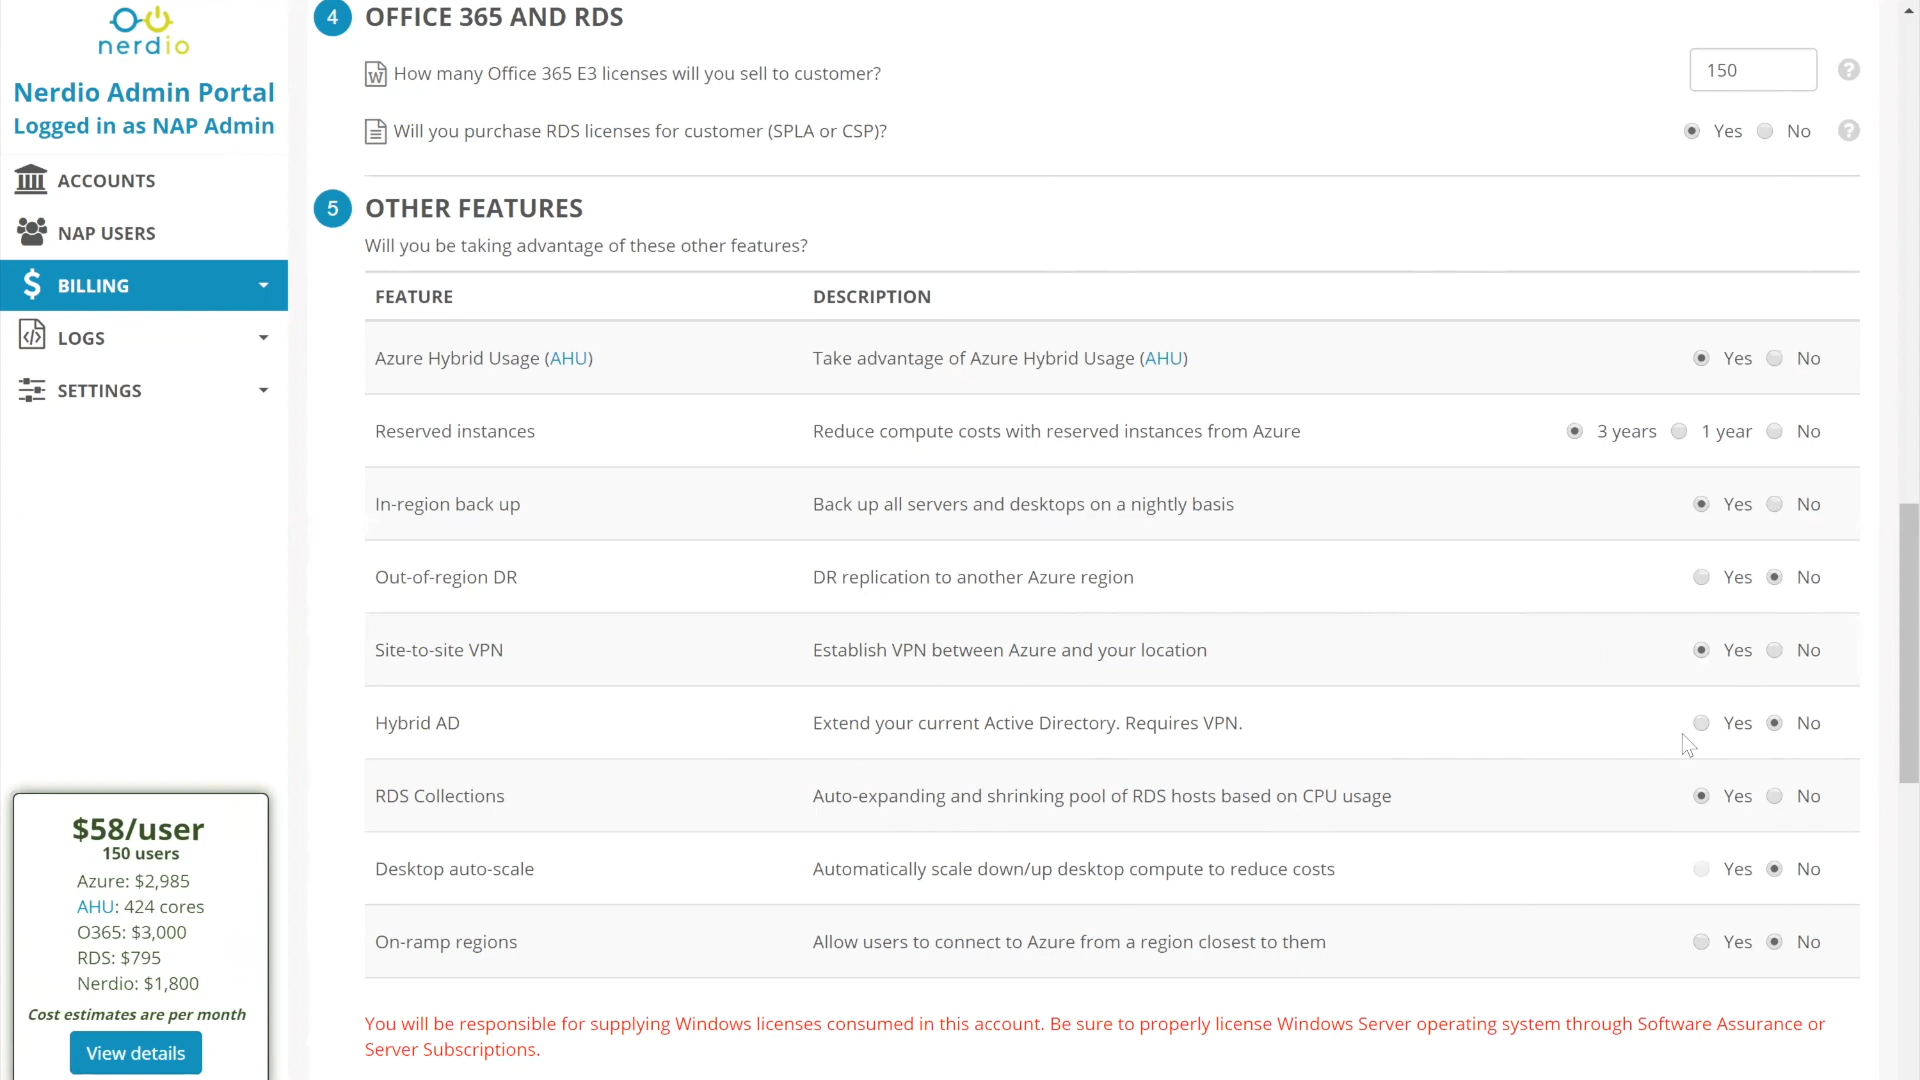 nerdio
Nerdio Admin Portal
Logged in as NAP Admin
ACCOUNTS
NAP USERS
BILLING
LOGS
SETTINGS
$58/user
150 users
Azure: $2,985
AHU: 424 cores
O365: $3,000
RDS: $795
Nerdio: $1,800
Cost estimates are per month
View details
4 OFFICE 365 AND RDS
W How many Office 365 E3 licenses will you sell to customer? 150 ?
Will you purchase RDS licenses for customer (SPLA or CSP)? Yes No ?
5 OTHER FEATURES
Will you be taking advantage of these other features?
FEATURE DESCRIPTION
Azure Hybrid Usage (AHU) Take advantage of Azure Hybrid Usage (AHU) Yes No
Reserved instances Reduce compute costs with reserved instances from Azure 3 years 1 year No
In-region back up Back up all servers and desktops on a nightly basis Yes No
Out-of-region DR DR replication to another Azure region Yes No
Site-to-site VPN Establish VPN between Azure and your location Yes No
Hybrid AD Extend your current Active Directory. Requires VPN. Yes No
RDS Collections Auto-expanding and shrinking pool of RDS hosts based on CPU usage Yes No
Desktop auto-scale Automatically scale down/up desktop compute to reduce costs Yes No
On-ramp regions Allow users to connect to Azure from a region closest to them Yes No
You will be responsible for supplying Windows licenses consumed in this account. Be sure to properly license Windows Server operating system through Software Assurance or
Server Subscriptions.